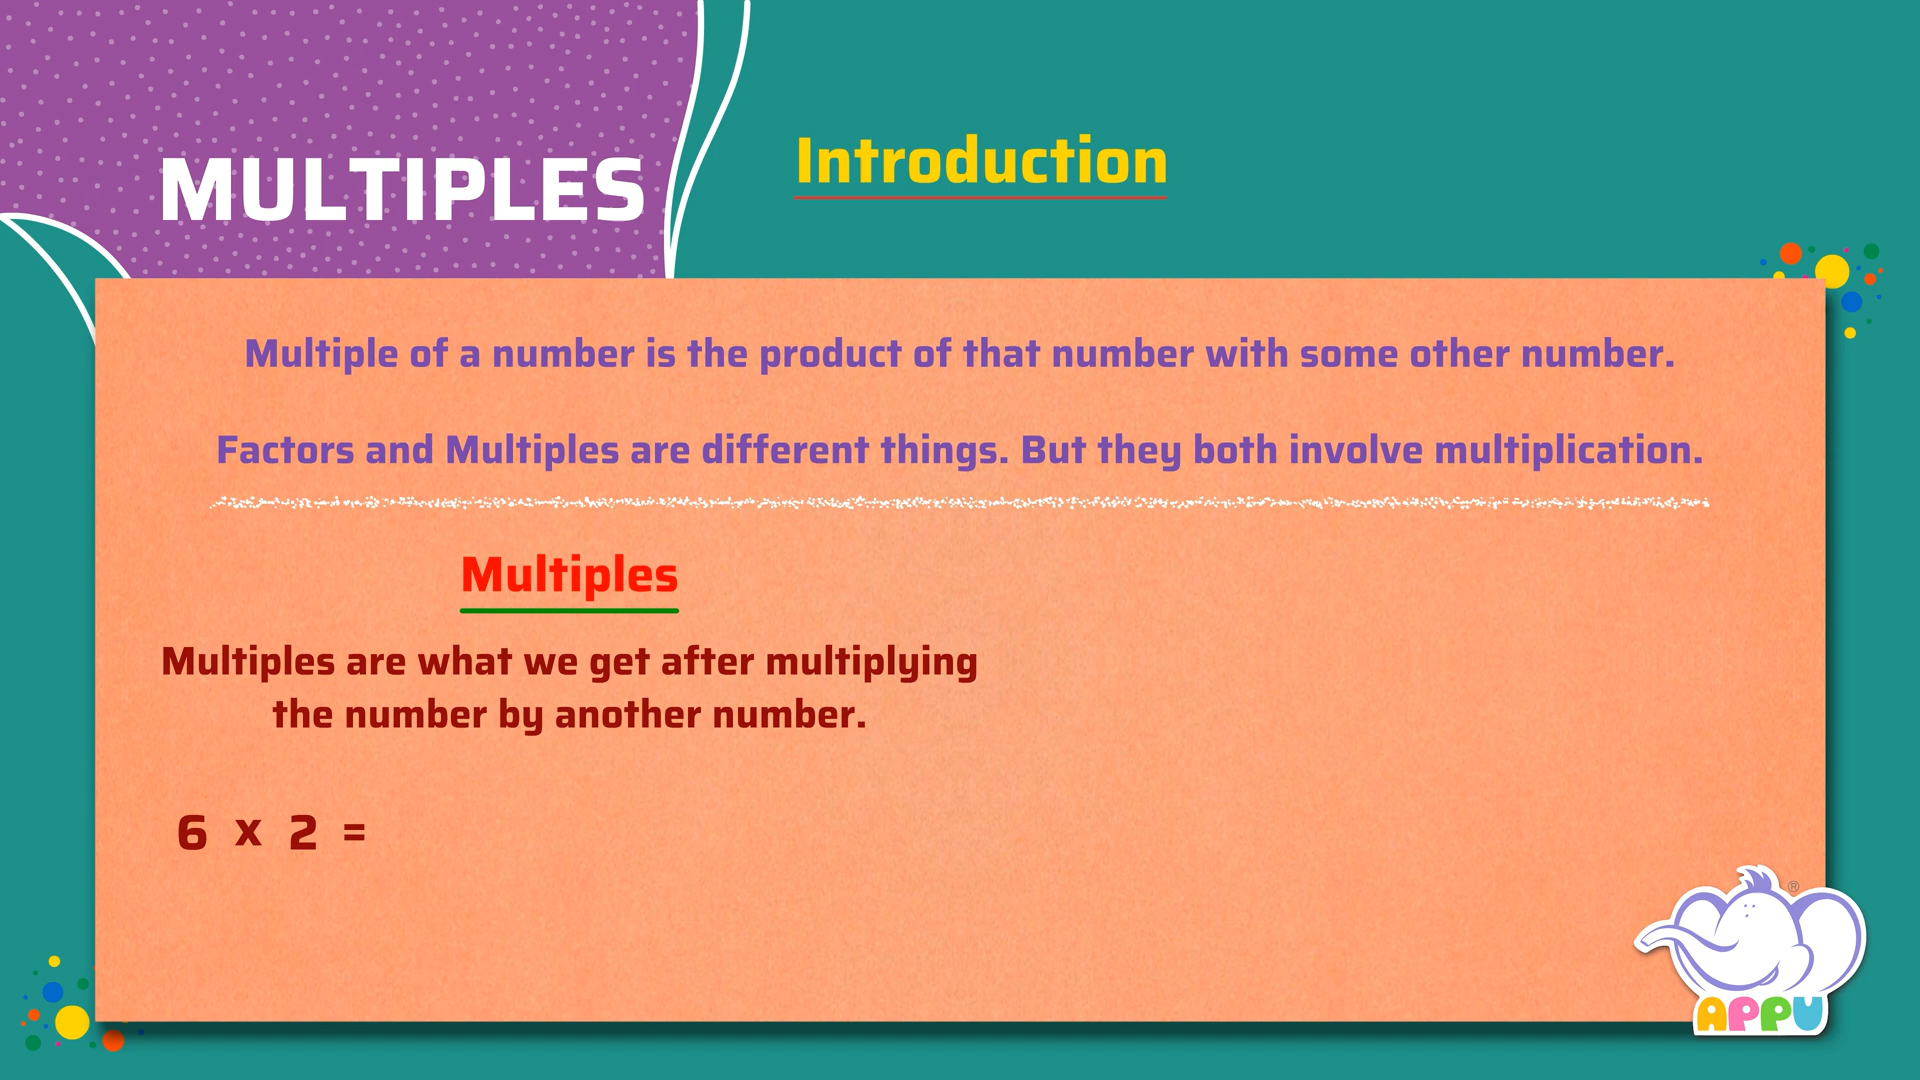 MULTIPLES
Introduction
Multiple of a number is the product of that number with some other number.
Factors and Multiples are different things. But they both involve multiplication.
Multiples
Multiples are what we get after multiplying
the number by another number.
6 x 2 =
®
APPU